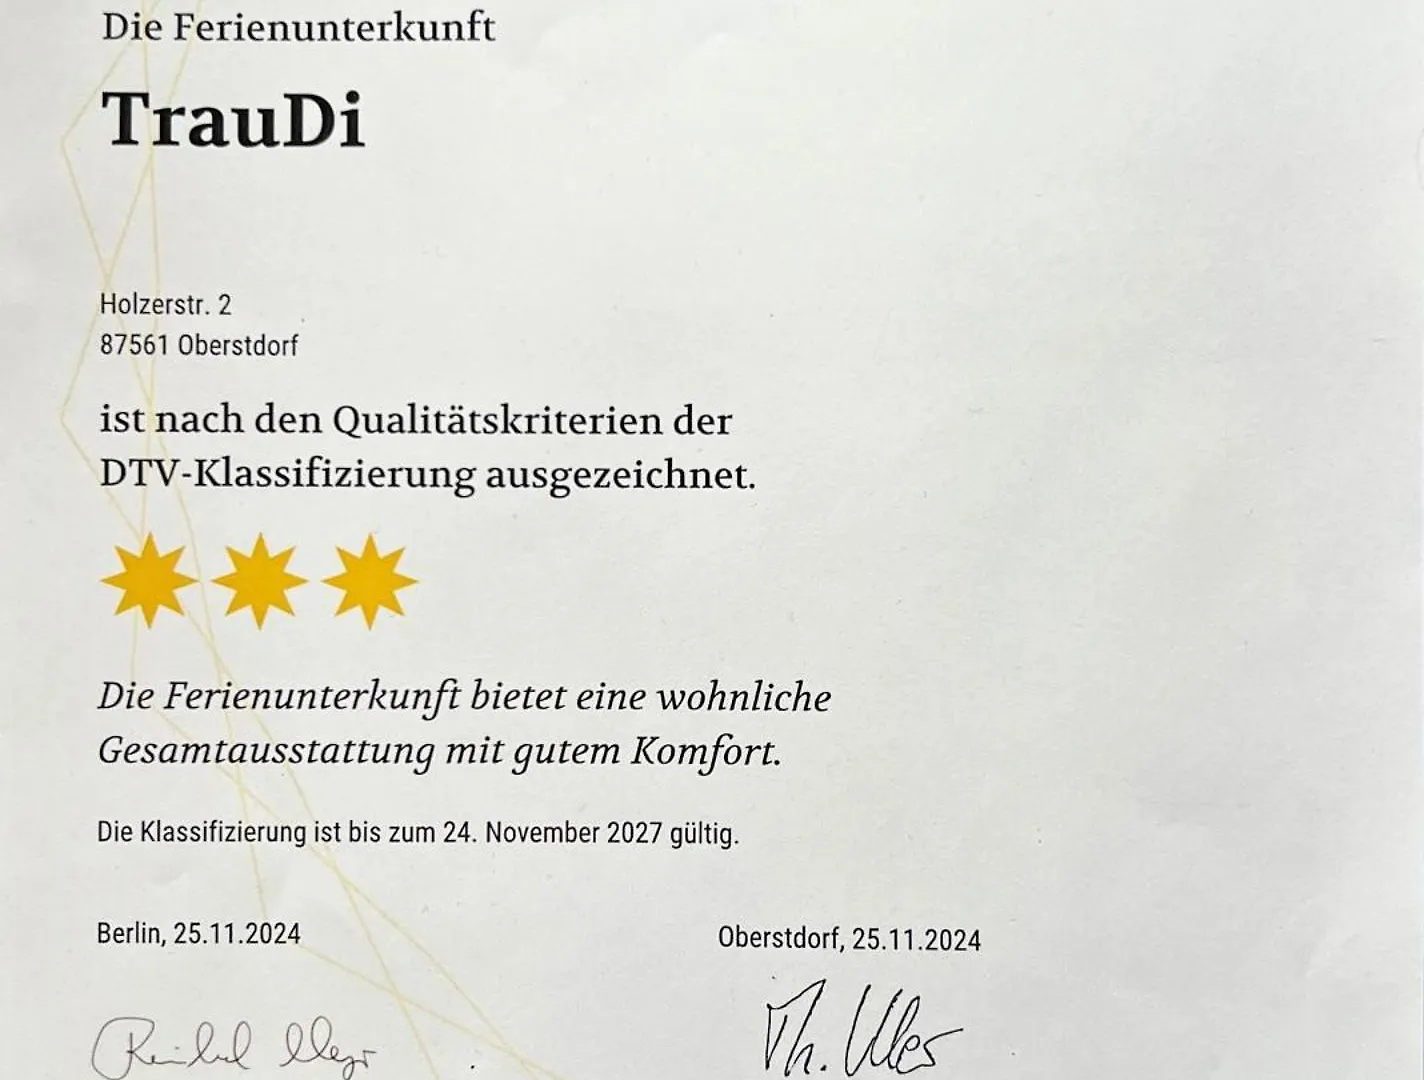 Die Ferienunterkunft
TrauDi
Holzerstr. 2
87561 Oberstdorf
ist nach den Qualitätskriterien der
DTV-Klassifizierung ausgezeichnet.
Die Ferienunterkunft bietet eine wohnliche
Gesamtausstattung mit gutem Komfort.
Die Klassifizierung ist bis zum 24. November 2027 gültig.
Berlin, 25.11.2024
Oberstdorf, 25.11.2024